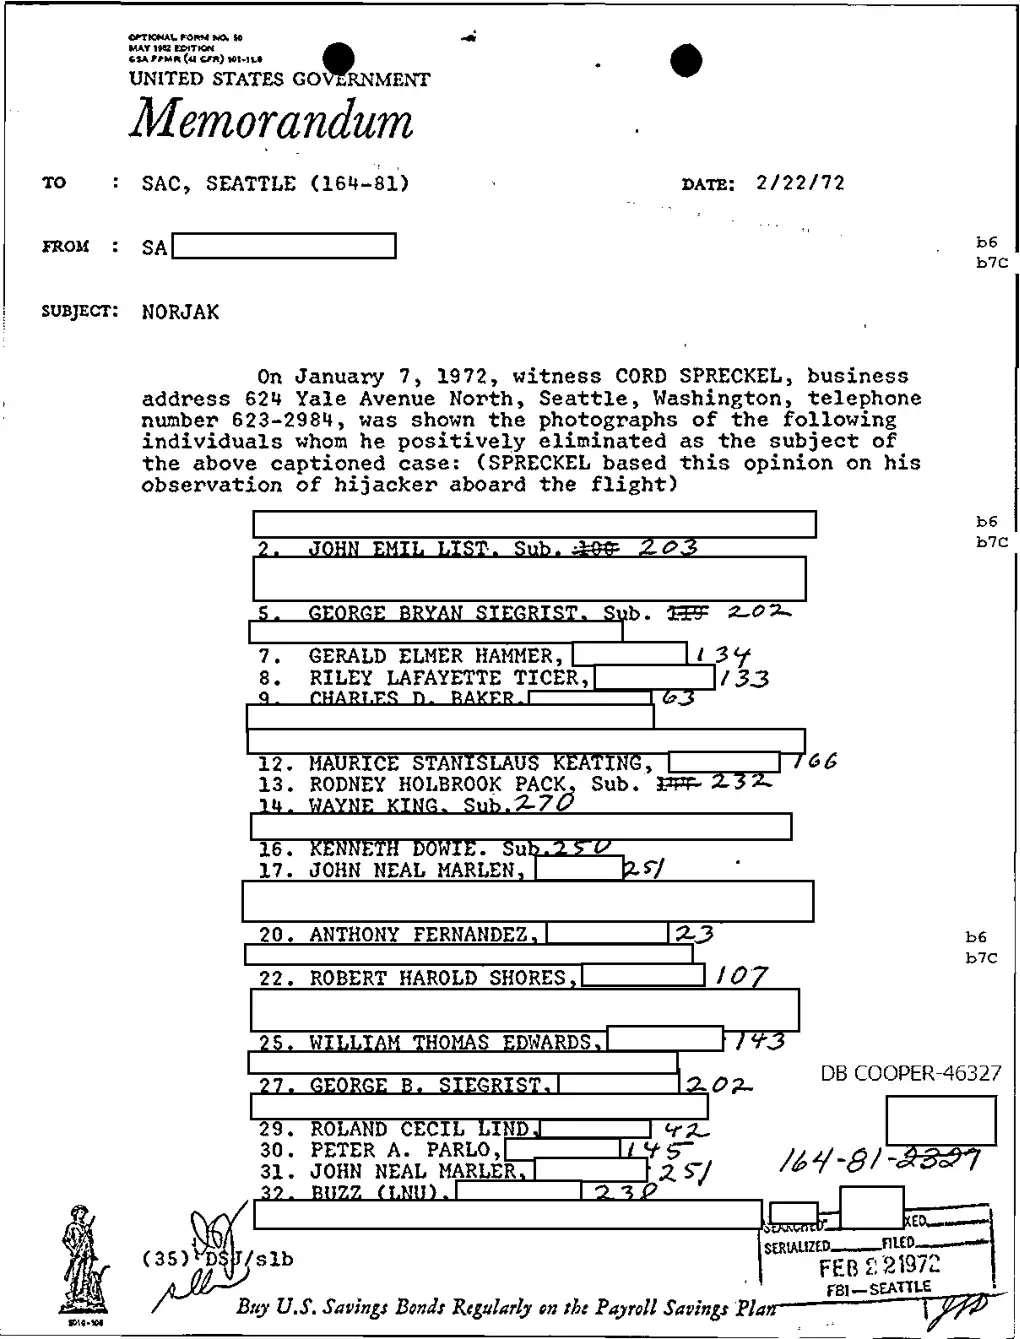 OPTIONAL FORM NO. 10
MAY 1962 EDITION
GSA FPMR (41 CFR) 101-11.6
UNITED STATES GOVERNMENT
Memorandum
TO : SAC, SEATTLE (164-81) DATE: 2/22/72
FROM : SA
b6
b7C
SUBJECT: NORJAK
On January 7, 1972, witness CORD SPRECKEL, business
address 624 Yale Avenue North, Seattle, Washington, telephone
number 623-2984, was shown the photographs of the following
individuals whom he positively eliminated as the subject of
the above captioned case: (SPRECKEL based this opinion on his
observation of hijacker aboard the flight)
b6
b7C
2. JOHN EMIL LIST, Sub. 203
5. GEORGE BRYAN SIEGRIST, Sub. 119 202
7. GERALD ELMER HAMMER, 134
8. RILEY LAFAYETTE TICER, 133
9. CHARLES D. BAKER, 63
12. MAURICE STANISLAUS KEATING, 166
13. RODNEY HOLBROOK PACK, Sub. 232
14. WAYNE KING, Sub. 270
16. KENNETH DOWIE. Sub. 250
17. JOHN NEAL MARLEN, 251
20. ANTHONY FERNANDEZ, 23
b6
b7C
22. ROBERT HAROLD SHORES, 107
25. WILLIAM THOMAS EDWARDS, 143
27. GEORGE B. SIEGRIST, 202
DB COOPER-46327
29. ROLAND CECIL LIND, 42
30. PETER A. PARLO, 145
31. JOHN NEAL MARLER, 251
164-81-2327
32. BUZZ (LNU), 238
SEARCHED XED
SERIALIZED FILED
(35) DSJ/slb
FEB 22 1972
FBI—SEATTLE
Buy U.S. Savings Bonds Regularly on the Payroll Savings Plan
5010-108